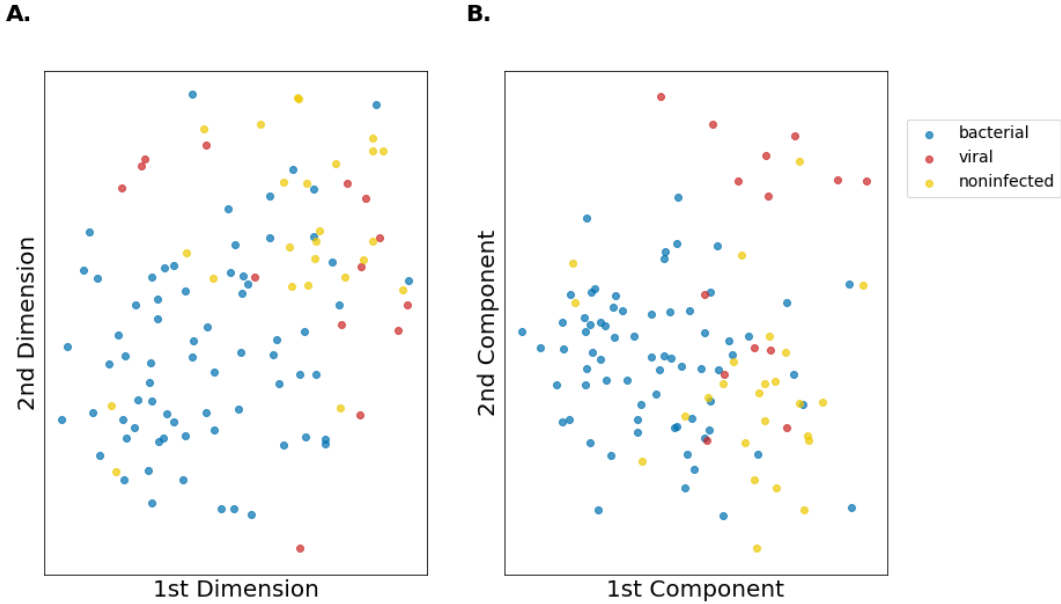 A.
B.
2nd Dimension
1st Dimension
2nd Component
1st Component
bacterial
viral
noninfected